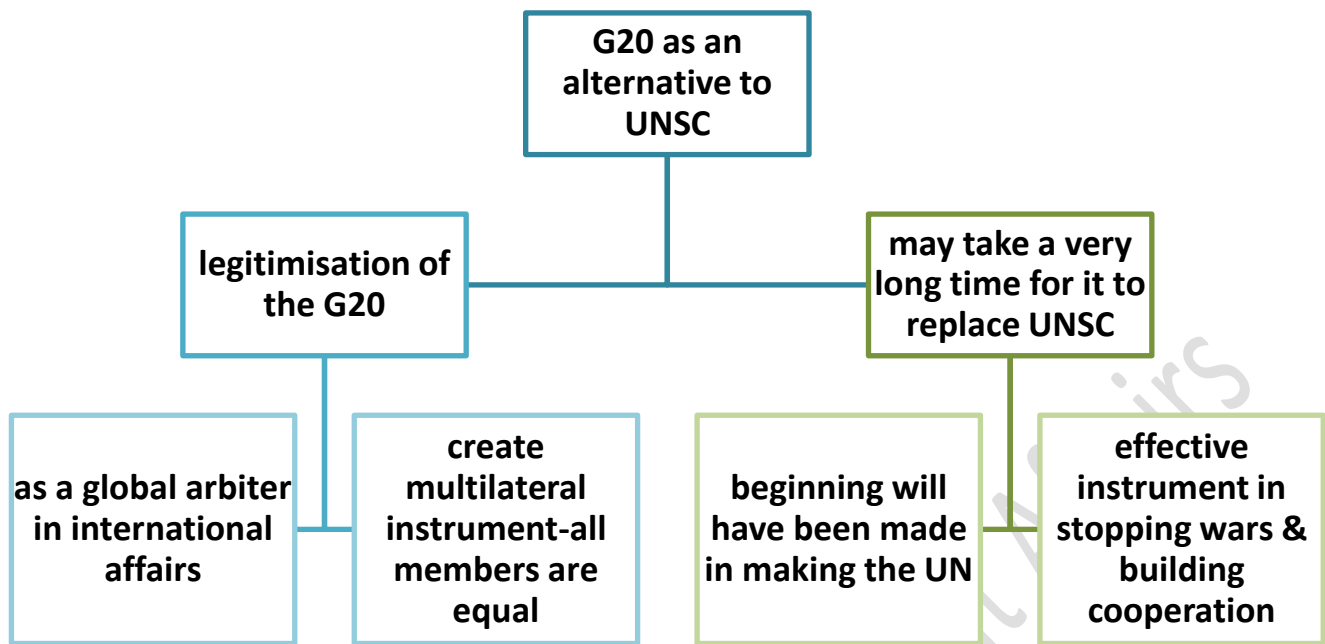 G20 as an
alternative to
UNSC
legitimisation of
the G20
may take a very
long time for it to
replace UNSC
as a global arbiter
in international
affairs
create
multilateral
instrument-all
members are
equal
beginning will
have been made
in making the UN
effective
instrument in
stopping wars &
building
cooperation